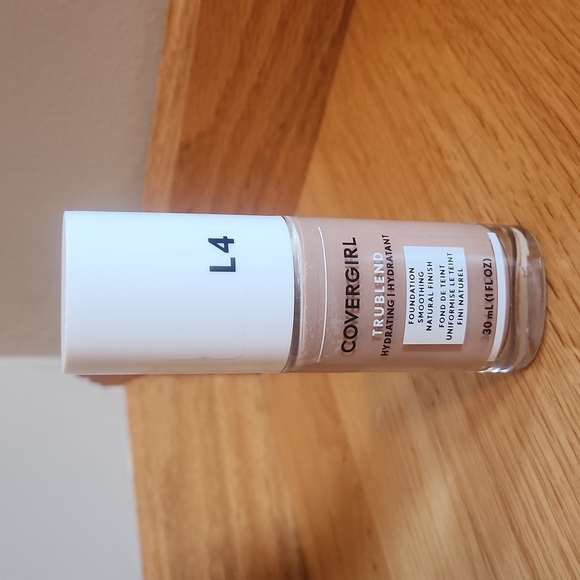 L4
COVERGIRL
TRUBLEND
HYDRATING | HYDRATANT
FOUNDATION
SMOOTHING
NATURAL FINISH
FOND DE TEINT
UNIFORMISE LE TEINT
FINI NATUREL
30 mL (1 FL OZ)